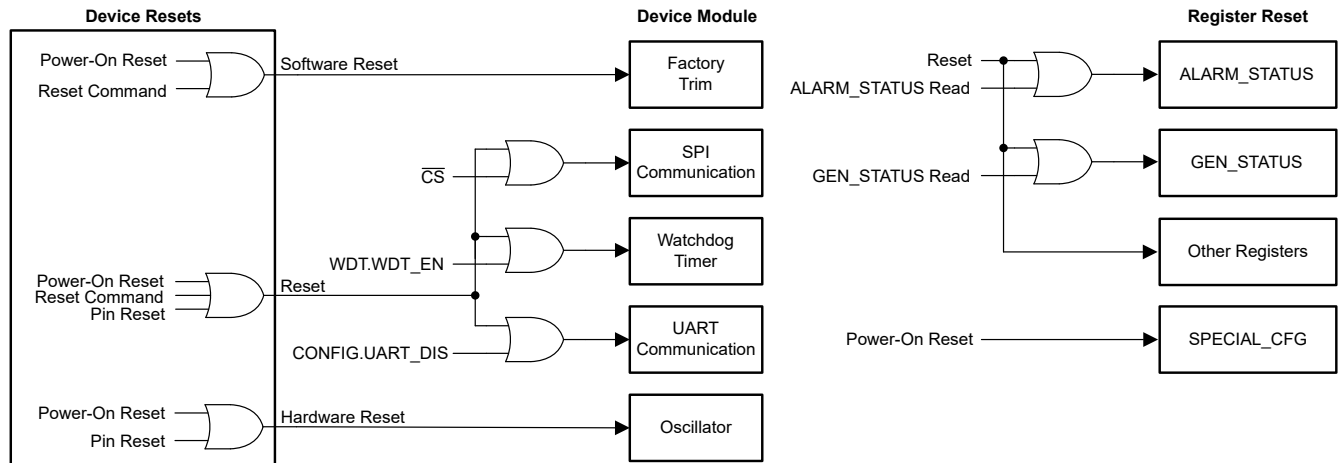 Device Resets
Power-On Reset
Reset Command
Software Reset
Power-On Reset
Reset Command
Pin Reset
Reset
Power-On Reset
Pin Reset
Hardware Reset
Device Module
Factory
Trim
CS
SPI
Communication
WDT.WDT_EN
Watchdog
Timer
CONFIG.UART_DIS
UART
Communication
Oscillator
Register Reset
Reset
ALARM_STATUS Read
ALARM_STATUS
GEN_STATUS Read
GEN_STATUS
Other Registers
Power-On Reset
SPECIAL_CFG